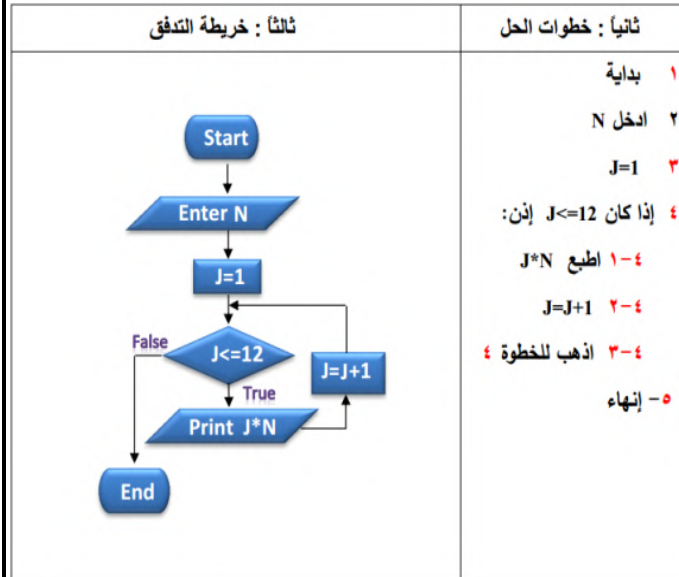 ثانياً : خطوات الحل
١ بداية
٢ ادخل N
٣ J=1
٤ إذا كان J<=12 إذن:
٤-١ اطبع J*N
٤-٢ J=J+1
٤-٣ اذهب للخطوة ٤
٥- إنهاء
ثالثاً : خريطة التدفق
Start
Enter N
J=1
False
J<=12
J=J+1
True
Print J*N
End